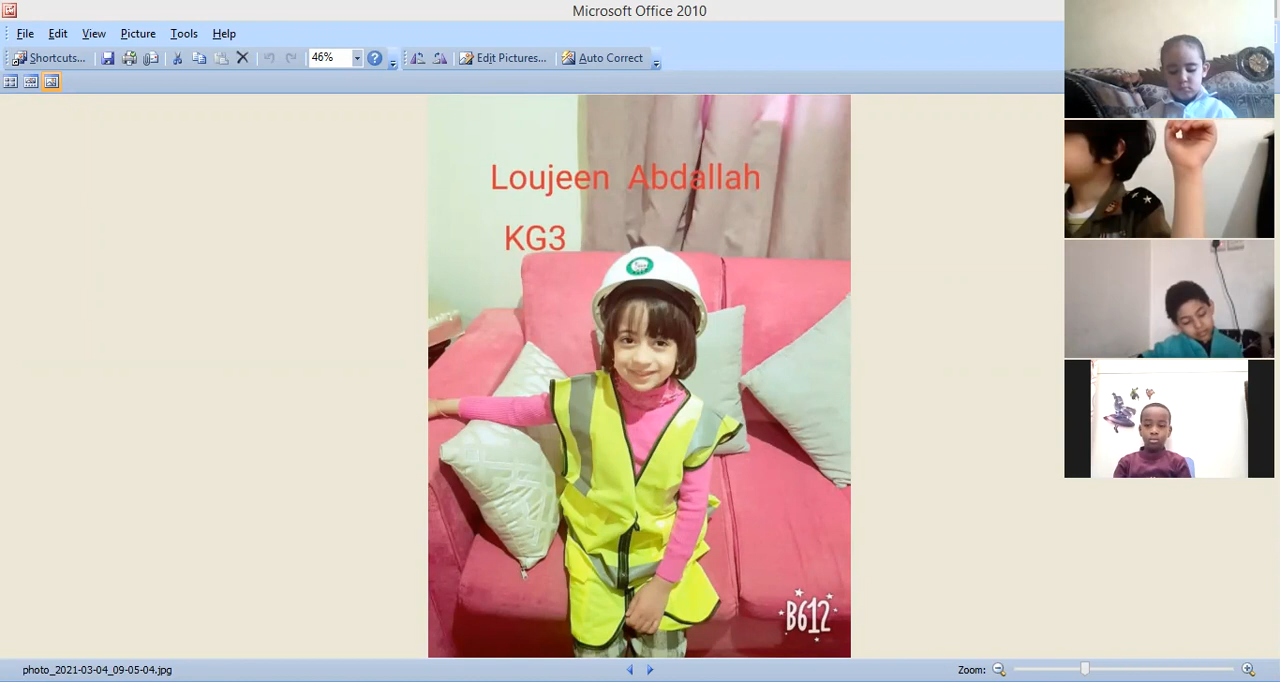 Microsoft Office 2010
File Edit View Picture Tools Help
Shortcuts... 46% Edit Pictures... Auto Correct
Loujeen Abdallah
KG3
B612
photo_2021-03-04_09-05-04.jpg Zoom: